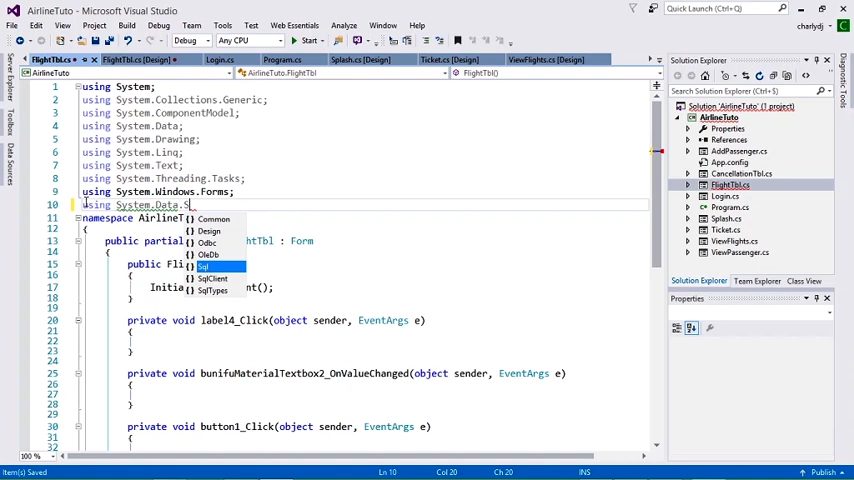 AirlineTuto - Microsoft Visual Studio
Quick Launch (Ctrl+Q)
File Edit View Project Build Debug Team Tools Test Web Essentials Analyze Window Help
charlydj
Debug Any CPU Start
FlightTbl.cs FlightTbl.cs [Design] Login.cs Program.cs Splash.cs [Design] Ticket.cs [Design] ViewFlights.cs [Design]
AirlineTuto AirlineTuto.FlightTbl FlightTbl()
Server Explorer
Toolbox
Data Sources
1 using System;
2 using System.Collections.Generic;
3 using System.ComponentModel;
4 using System.Data;
5 using System.Drawing;
6 using System.Linq;
7 using System.Text;
8 using System.Threading.Tasks;
9 using System.Windows.Forms;
10 using System.Data.S
11 namespace AirlineT
12 {
13 public partial FlightTbl : Form
14 {
15 public Fli
16 {
17 Initia ent();
18 }
19
20 private void label4_Click(object sender, EventArgs e)
21 {
22
23 }
24
25 private void bunifuMaterialTextbox2_OnValueChanged(object sender, EventArgs e)
26 {
27
28 }
29
30 private void button1_Click(object sender, EventArgs e)
31 {
32
{ } Common
{ } Design
{ } Odbc
{ } OleDb
{ } Sql
{ } SqlClient
{ } SqlTypes
100 %
Solution Explorer
Search Solution Explorer (Ctrl+$)
Solution 'AirlineTuto' (1 project)
AirlineTuto
Properties
References
AddPassenger.cs
App.config
CancellationTbl.cs
FlightTbl.cs
Login.cs
Program.cs
Splash.cs
Ticket.cs
ViewFlights.cs
ViewPassenger.cs
Solution Explorer Team Explorer Class View
Properties
Diagnostic Tools
Item(s) Saved Ln 10 Col 20 Ch 20 INS Publish